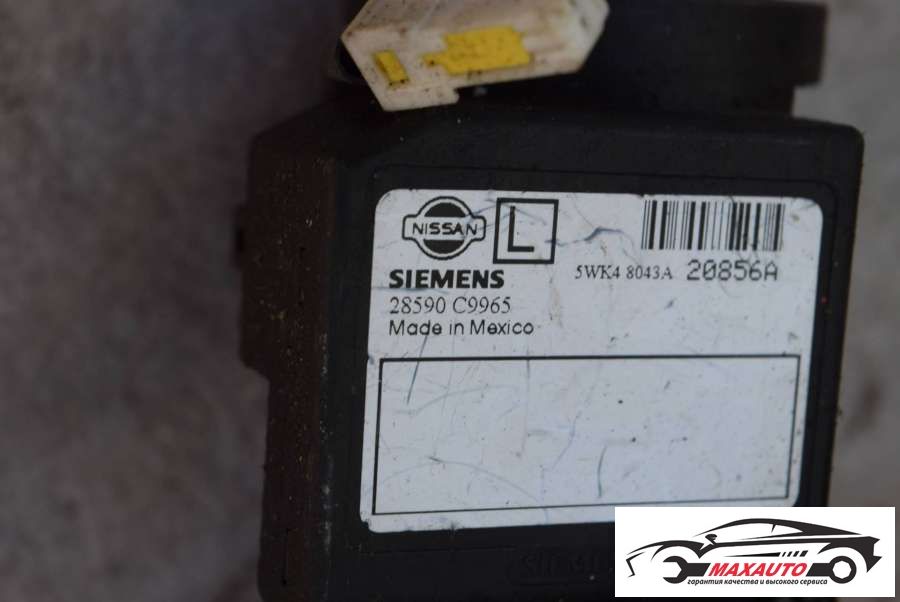 NISSAN
L
SIEMENS
5WK4 8043A 20856A
28590 C9965
Made in Mexico
MAXAUTO
гарантия качества и высокого сервиса